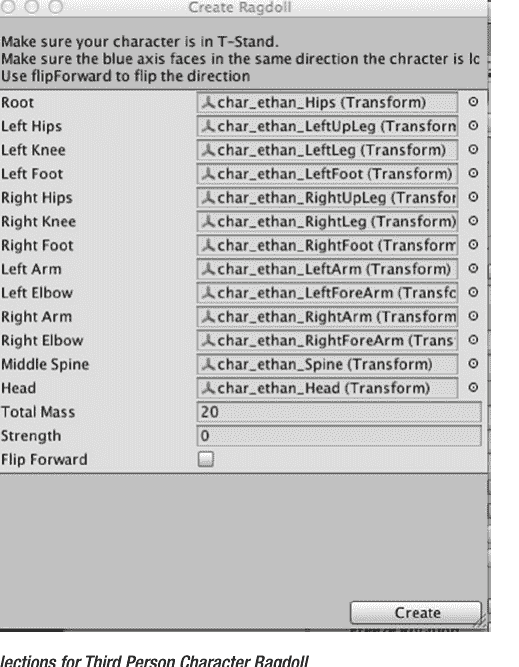 Create Ragdoll
Make sure your character is in T-Stand.
Make sure the blue axis faces in the same direction the chracter is lc
Use flipForward to flip the direction
Root char_ethan_Hips (Transform)
Left Hips char_ethan_LeftUpLeg (Transforn
Left Knee char_ethan_LeftLeg (Transform)
Left Foot char_ethan_LeftFoot (Transform)
Right Hips char_ethan_RightUpLeg (Transfor
Right Knee char_ethan_RightLeg (Transform)
Right Foot char_ethan_RightFoot (Transform
Left Arm char_ethan_LeftArm (Transform)
Left Elbow char_ethan_LeftForeArm (Transfc
Right Arm char_ethan_RightArm (Transform
Right Elbow char_ethan_RightForeArm (Trans
Middle Spine char_ethan_Spine (Transform)
Head char_ethan_Head (Transform)
Total Mass 20
Strength 0
Flip Forward
Create
lections for Third Person Character Ragdoll